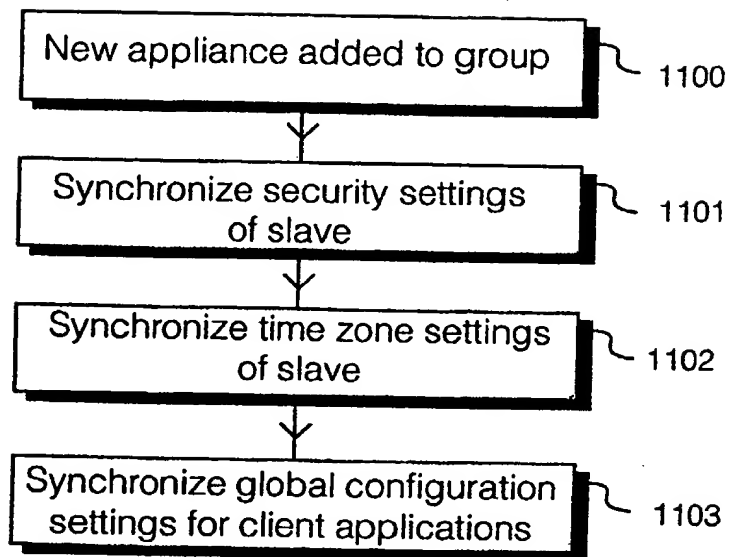 New appliance added to group
1100
Synchronize security settings
of slave
1101
Synchronize time zone settings
of slave
1102
Synchronize global configuration
settings for client applications
1103